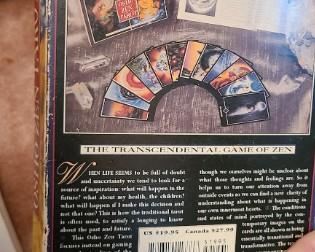 OSHO ZEN
TAROT
THE TRANSCENDENTAL GAME OF ZEN
WHEN LIFE SEEMS to be full of doubt
and uncertainty we tend to look for a
source of inspiration: what will happen in the
future? what about my health, the children?
what will happen if I make this decision and
not that one? This is how the traditional tarot
is often used, to satisfy a longing to know
about the past and future.
This Osho Zen Tarot
focuses instead on gaining
though we ourselves might be unclear about
what those thoughts and feelings are. So it
helps us to turn our attention away from
outside events so we can find a new clarity of
understanding about what is happening in
our own innermost hearts. The conditions
and states of mind portrayed by the con-
temporary images on the
cards are all shown as being
essentially transitional and
US $19.95 Canada $27.99
51995